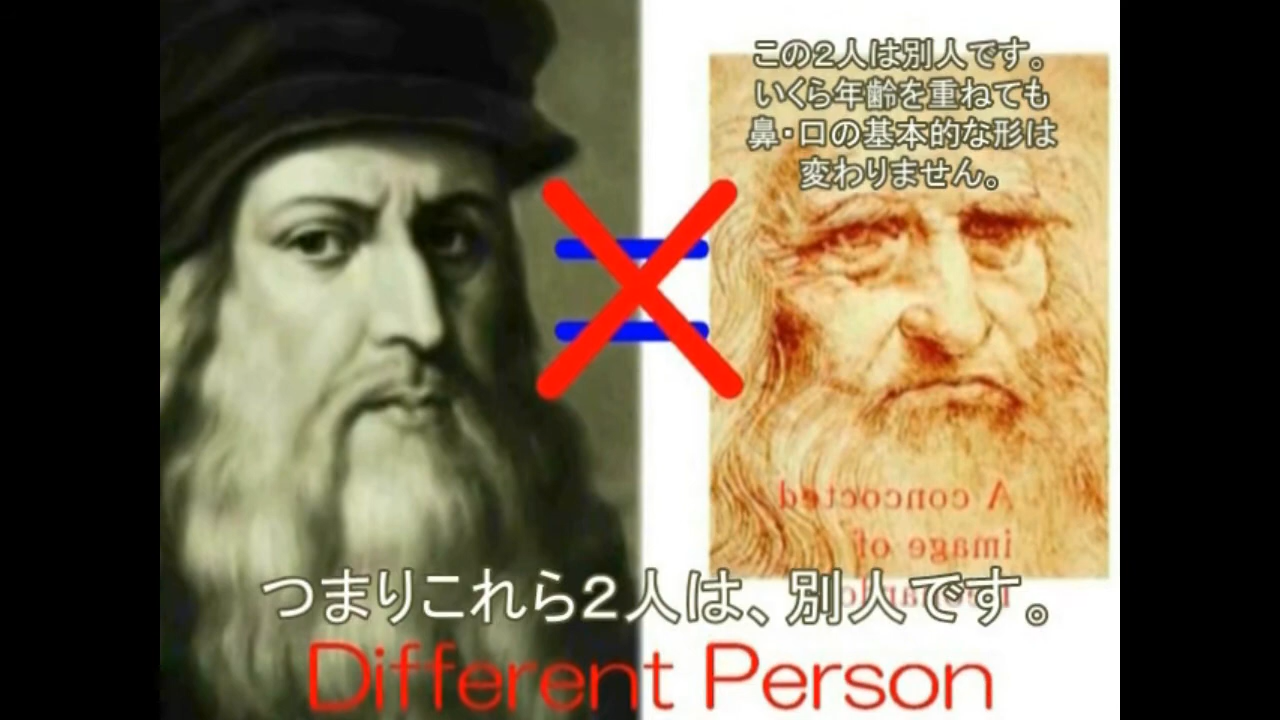 この２人は別人です。
いくら年齢を重ねても
鼻・口の基本的な形は
変わりません。
A concocted
image of
つまりこれら２人は、別人です。
Different Person